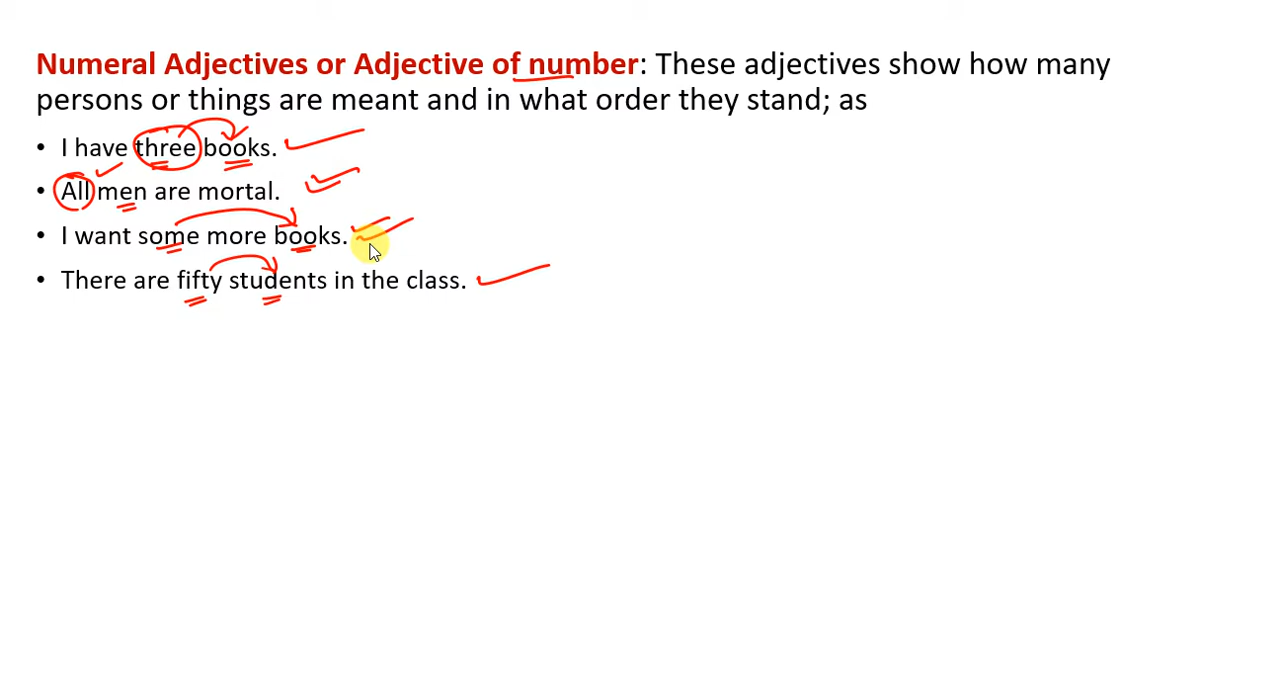 Numeral Adjectives or Adjective of number: These adjectives show how many
persons or things are meant and in what order they stand; as
• I have three books.
• All men are mortal.
• I want some more books.
• There are fifty students in the class.